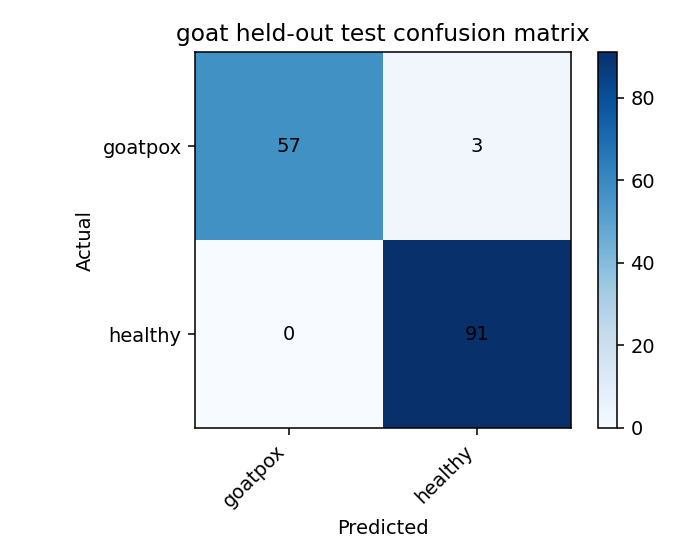 goat held-out test confusion matrix
Actual
goatpox
57
3
healthy
0
91
goatpox
healthy
Predicted
80
60
40
20
0